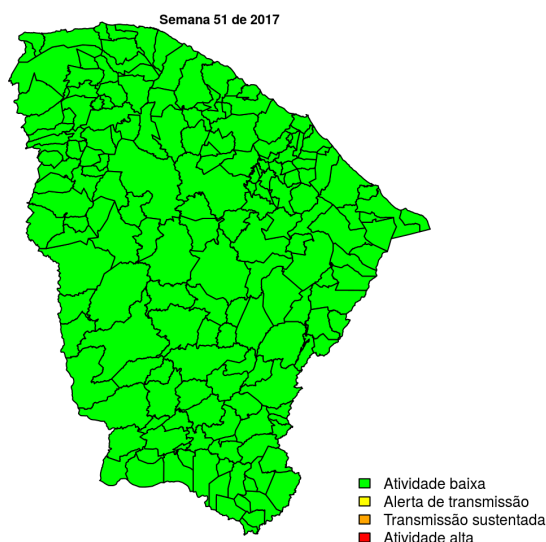 Semana 51 de 2017
Atividade baixa
Alerta de transmissão
Transmissão sustentada
Atividade alta